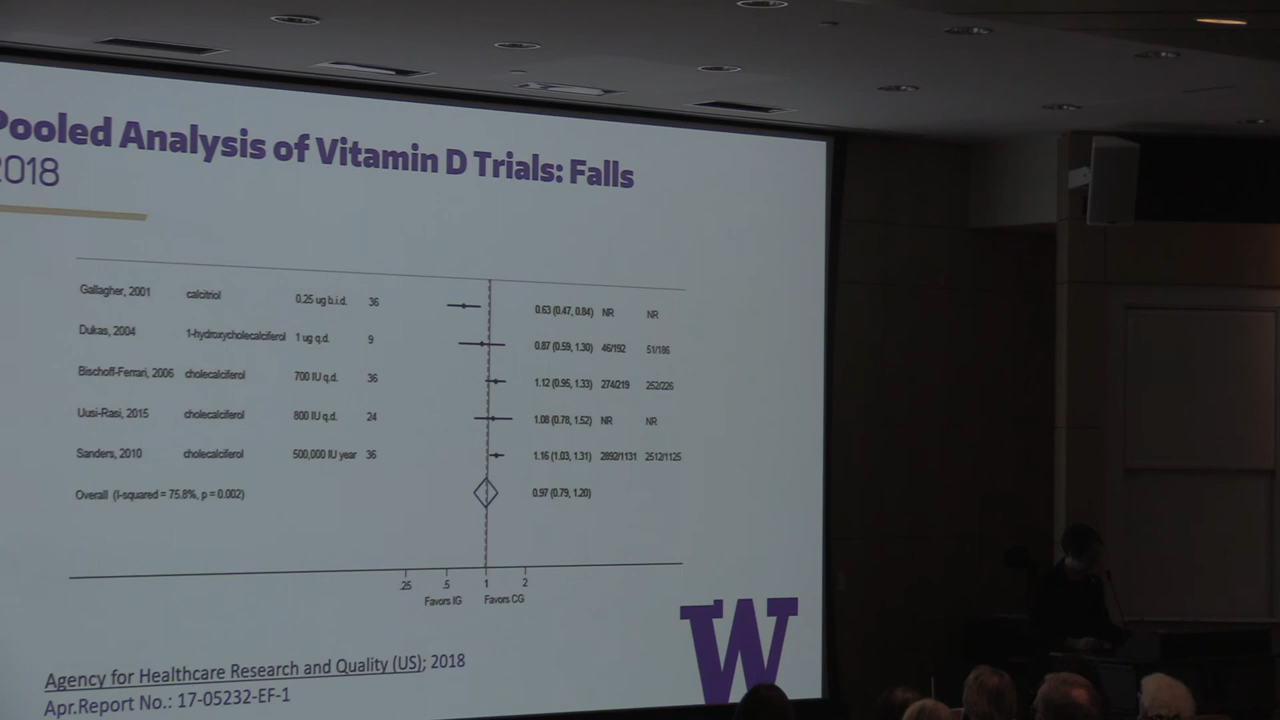 Pooled Analysis of Vitamin D Trials: Falls
2018
Gallagher, 2001 calcitriol 0.25 ug b.i.d. 36 0.63 (0.47, 0.84) NR NR
Dukas, 2004 1-hydroxycholecalciferol 1 ug q.d. 9 0.87 (0.59, 1.30) 46/192 51/186
Bischoff-Ferrari, 2006 cholecalciferol 700 IU q.d. 36 1.12 (0.95, 1.33) 274/219 252/226
Uusi-Rasi, 2015 cholecalciferol 800 IU q.d. 24 1.08 (0.78, 1.52) NR NR
Sanders, 2010 cholecalciferol 500,000 IU year 36 1.16 (1.03, 1.31) 2892/1131 2512/1125
Overall (I-squared = 75.8%, p = 0.002) 0.97 (0.79, 1.20)
.25 .5 1 2
Favors IG Favors CG
W
Agency for Healthcare Research and Quality (US); 2018
Apr.Report No.: 17-05232-EF-1